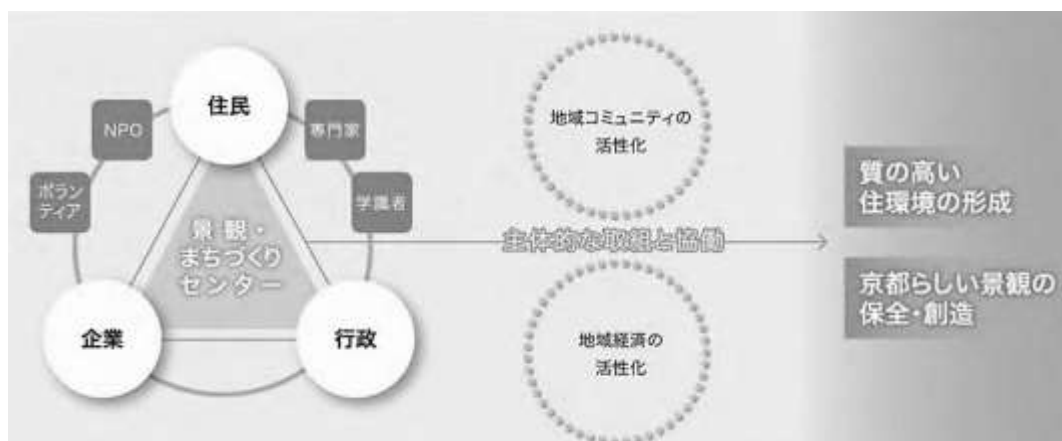 住民
NPO
専門家
ボラン
ティア
学識者
景観・
まちづくり
センター
企業
行政
地域コミュニティの
活性化
主体的な取組と協働
地域経済の
活性化
質の高い
住環境の形成
京都らしい景観の
保全・創造